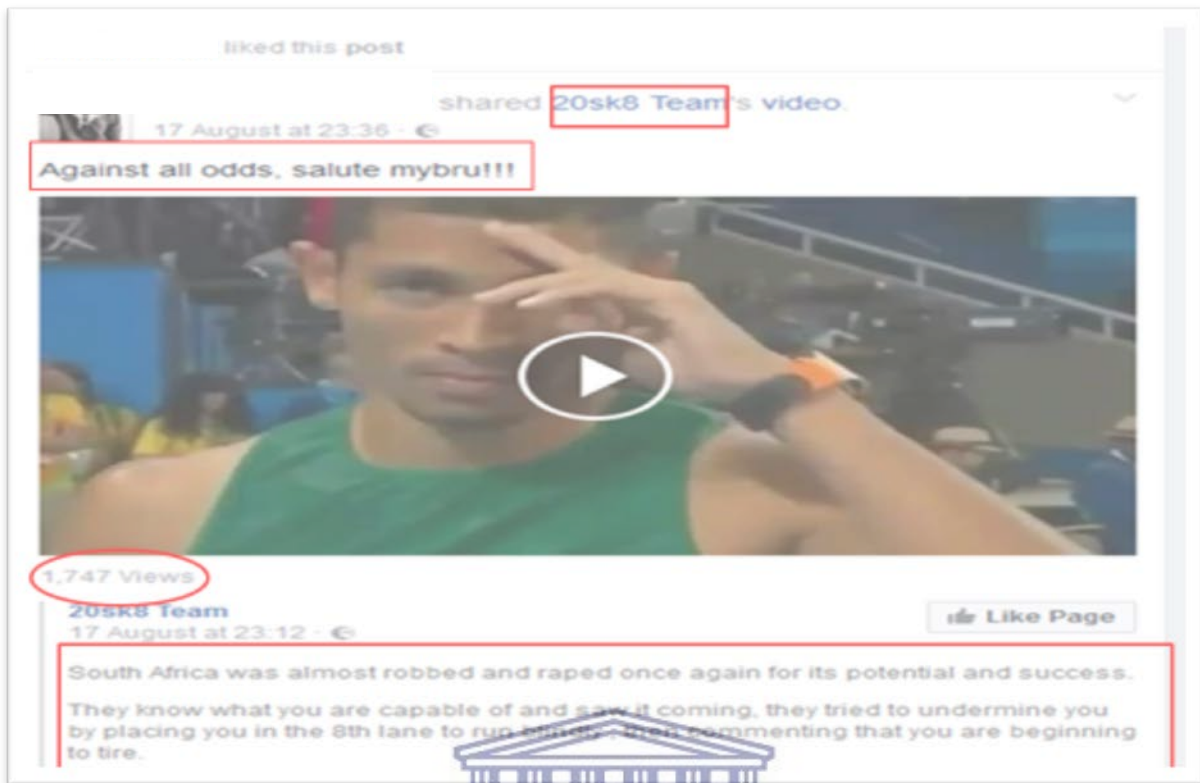 liked this post
shared 20sk8 Team's video.
17 August at 23:36
Against all odds, salute mybru!!!
1,747 Views
20sk8 Team
17 August at 23:12
Like Page
South Africa was almost robbed and raped once again for its potential and success.
They know what you are capable of and saw it coming, they tried to undermine you
by placing you in the 8th lane to run blindly, then commenting that you are beginning
to tire.